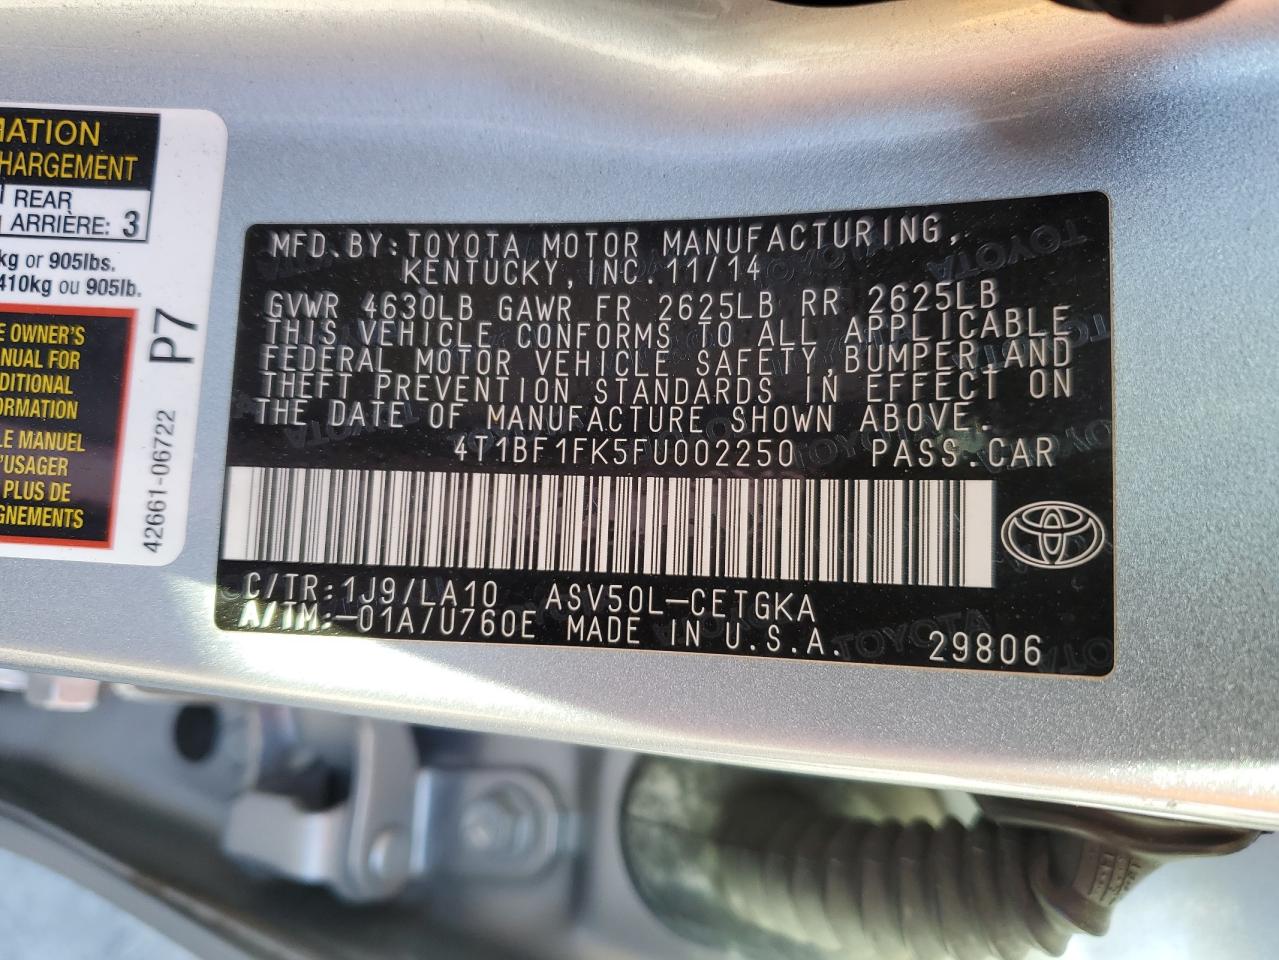 MATION
HARGEMENT
REAR
ARRIÈRE: 3
kg or 905lbs.
410kg ou 905lb.
E OWNER'S
ANUAL FOR
DITIONAL
ORMATION
LE MANUEL
'USAGER
PLUS DE
GNEMENTS
42661-06722 P7
MFD.BY:TOYOTA MOTOR MANUFACTURING,
KENTUCKY,INC.11/14
GVWR 4630LB GAWR FR 2625LB RR 2625LB
THIS VEHICLE CONFORMS TO ALL APPLICABLE
FEDERAL MOTOR VEHICLE SAFETY,BUMPER,AND
THEFT PREVENTION STANDARDS IN EFFECT ON
THE DATE OF MANUFACTURE SHOWN ABOVE.
4T1BF1FK5FU002250 PASS.CAR
C/TR:1J9/LA10 ASV50L-CETGKA
A/TM:-01A/U760E MADE IN U.S.A. 29806